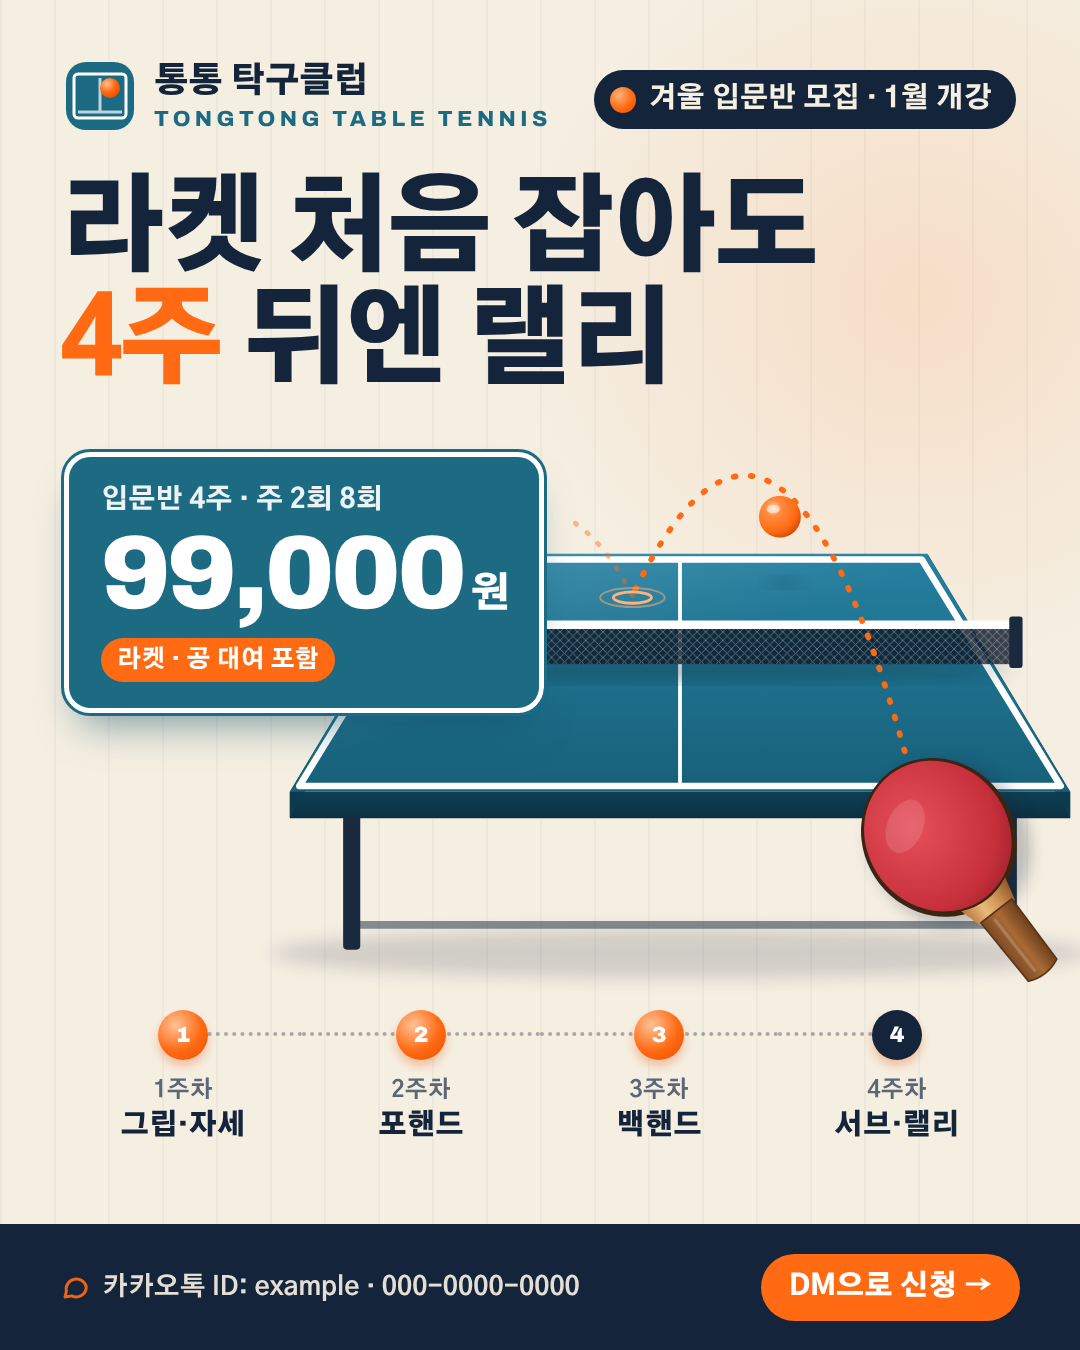 통통 탁구클럽
TONGTONG TABLE TENNIS
겨울 입문반 모집 · 1월 개강
라켓 처음 잡아도
4주 뒤엔 랠리
입문반 4주 · 주 2회 8회
99,000원
라켓 · 공 대여 포함
1
1주차
그립·자세
2
2주차
포핸드
3
3주차
백핸드
4
4주차
서브·랠리
카카오톡 ID: example · 000-0000-0000
DM으로 신청 →